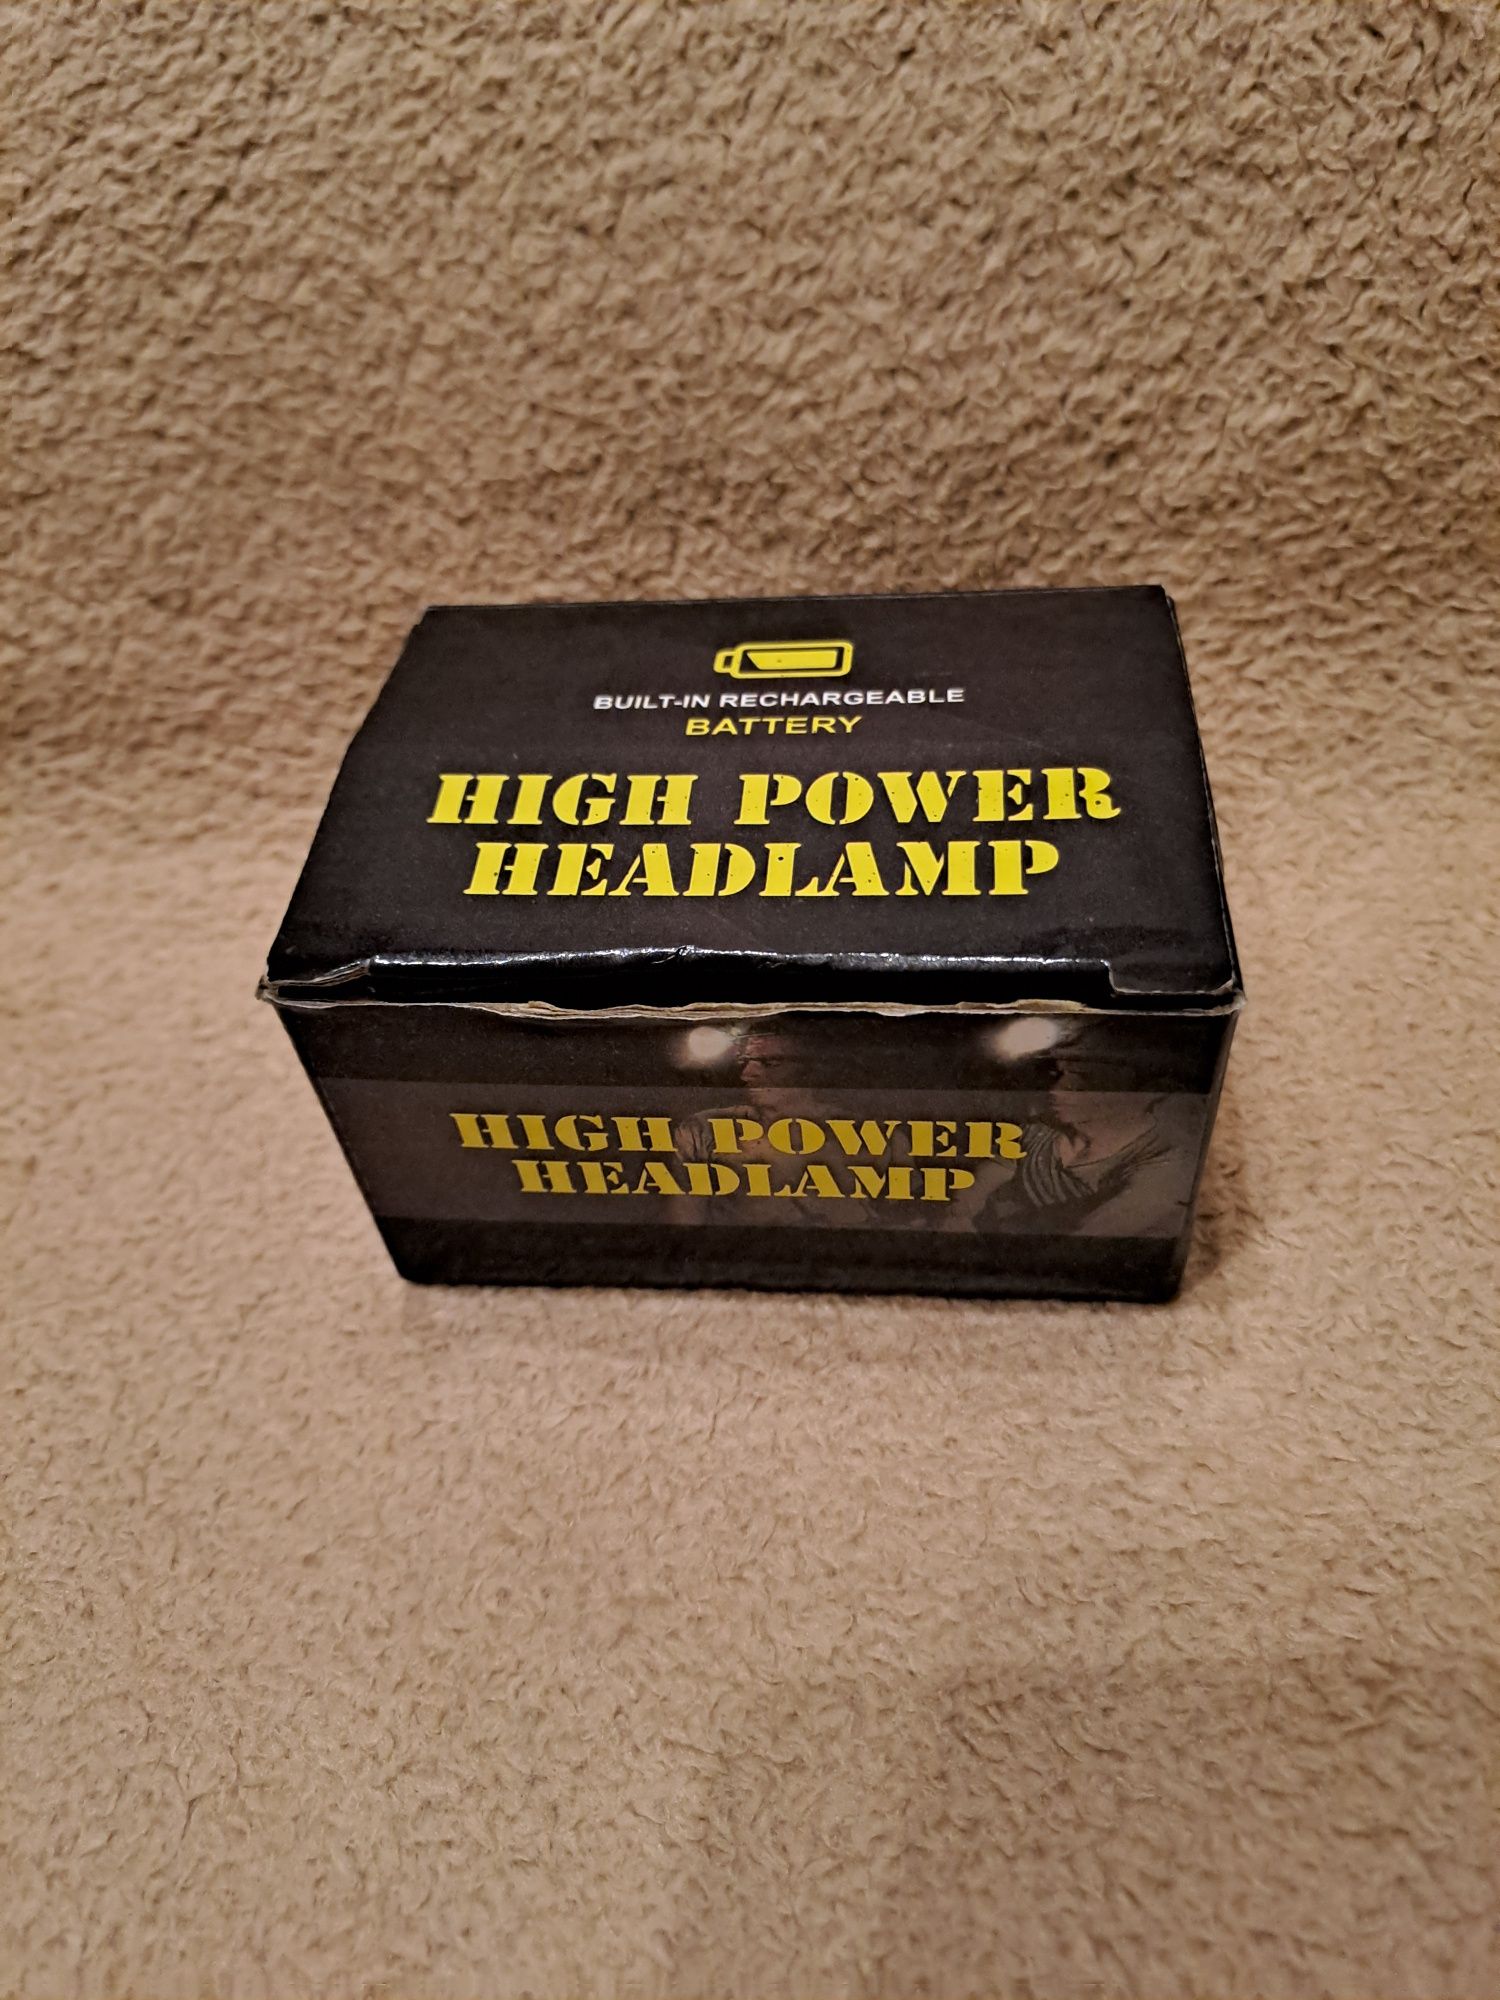 BUILT-IN RECHARGEABLE
BATTERY
HIGH POWER
HEADLAMP
HIGH POWER
HEADLAMP